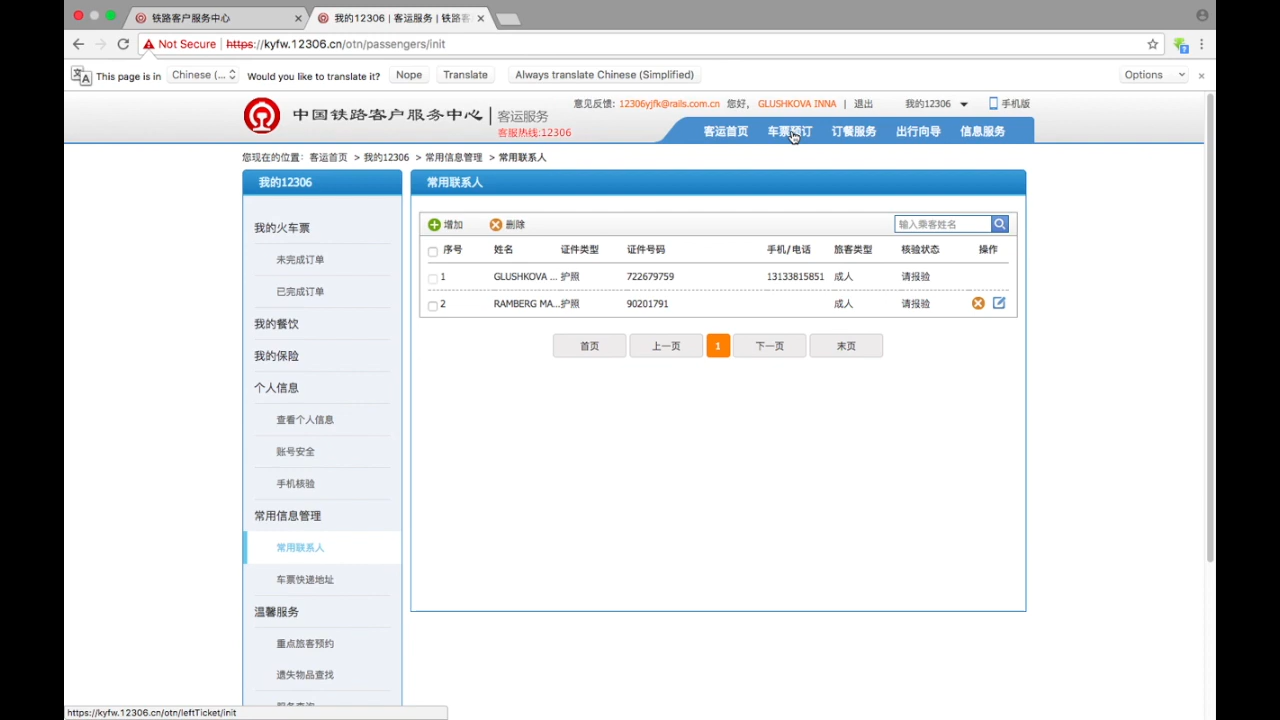 铁路客户服务中心
我的12306 | 客运服务 | 铁路客
Not Secure | https://kyfw.12306.cn/otn/passengers/init
This page is in Chinese (... Would you like to translate it? Nope Translate Always translate Chinese (Simplified) Options
中国铁路客户服务中心 | 客运服务
客服热线:12306
意见反馈: 12306yjfk@rails.com.cn 您好, GLUSHKOVA INNA | 退出 我的12306 手机版
客运首页 车票预订 订餐服务 出行向导 信息服务
您现在的位置: 客运首页 > 我的12306 > 常用信息管理 > 常用联系人
我的12306
我的火车票
未完成订单
已完成订单
我的餐饮
我的保险
个人信息
查看个人信息
账号安全
手机核验
常用信息管理
常用联系人
车票快递地址
温馨服务
重点旅客预约
遗失物品查找
常用联系人
增加 删除 输入乘客姓名
序号 姓名 证件类型 证件号码 手机/电话 旅客类型 核验状态 操作
1 GLUSHKOVA ... 护照 722679759 13133815851 成人 请报验
2 RAMBERG MA... 护照 90201791 成人 请报验
首页 上一页 1 下一页 末页
https://kyfw.12306.cn/otn/leftTicket/init